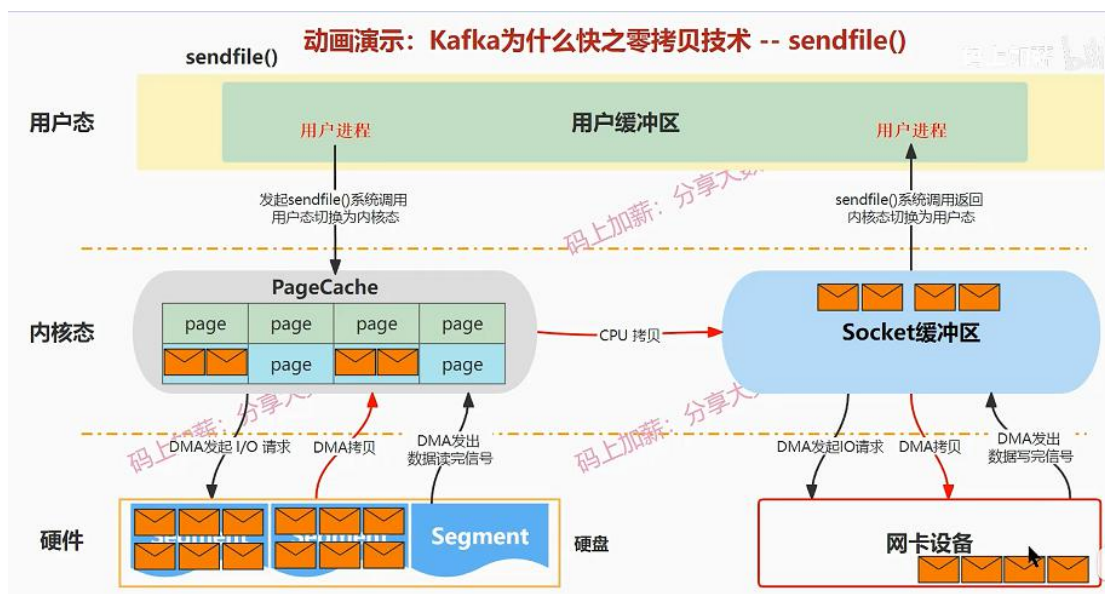 动画演示：Kafka为什么快之零拷贝技术 -- sendfile()
码上加薪
sendfile()
用户态
用户进程
用户缓冲区
用户进程
发起sendfile()系统调用
用户态切换为内核态
码上加薪：分享大数
sendfile()系统调用返回
内核态切换为用户态
PageCache
page
page
page
page
page
page
内核态
CPU 拷贝
Socket缓冲区
码上加薪：分享大
码上加薪：分享大
DMA发起 I/O 请求
DMA拷贝
DMA发出
数据读完信号
DMA发起IO请求
DMA拷贝
DMA发出
数据写完信号
硬件
Segment
Segment
Segment
硬盘
网卡设备